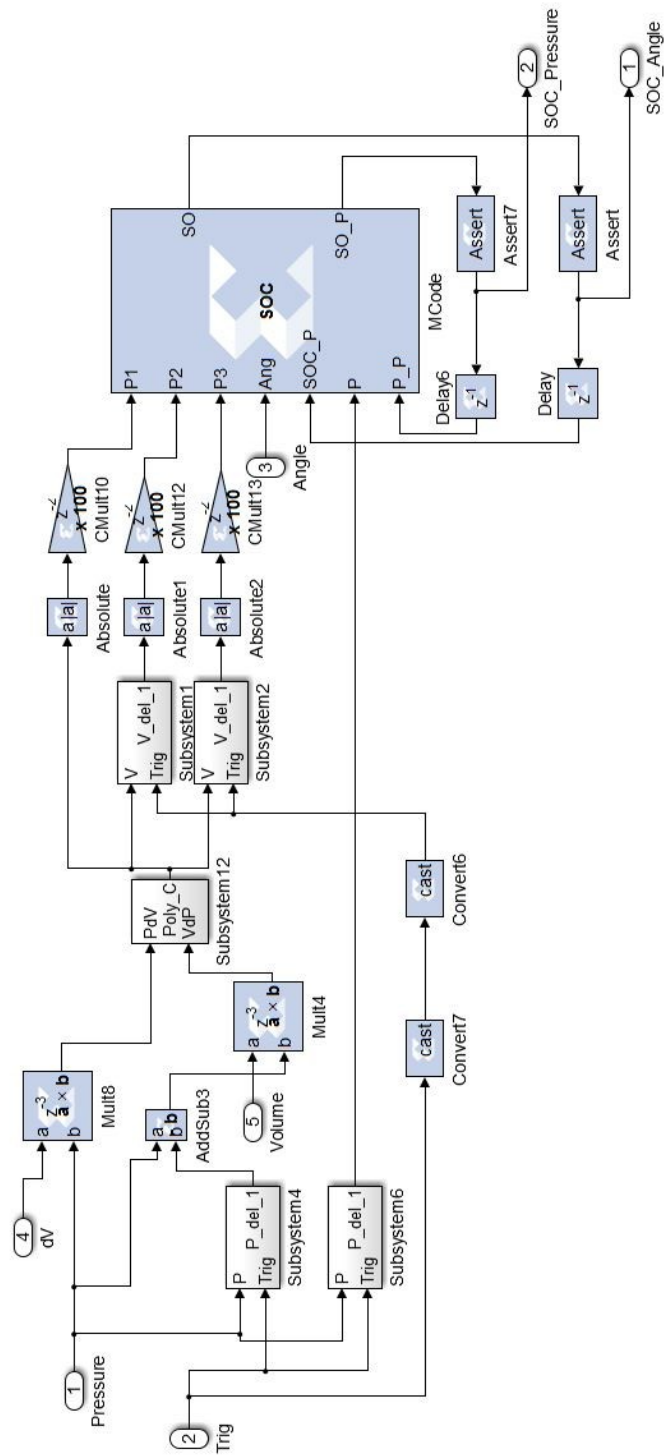 1
Pressure
2
Trig
4
dV
a
b
z-3
a × b
Mult8
a
b
AddSub3
5
Volume
P
Trig
P_del_1
Subsystem4
P
Trig
P_del_1
Subsystem6
a
b
z-3
a × b
Mult4
PdV
Poly_C
VdP
Subsystem12
cast
Convert7
cast
Convert6
V
Trig
V_del_1
Subsystem1
V
Trig
V_del_1
Subsystem2
a |a|
Absolute
a |a|
Absolute1
a |a|
Absolute2
x 100
CMult10
x 100
CMult12
x 100
CMult13
3
Angle
P1
P2
P3
Ang
SOC_P
P
P_P
SOC
SO
SO_P
MCode
z-1
Delay6
z-1
Delay
Assert
Assert7
Assert
Assert
2
SOC_Pressure
1
SOC_Angle